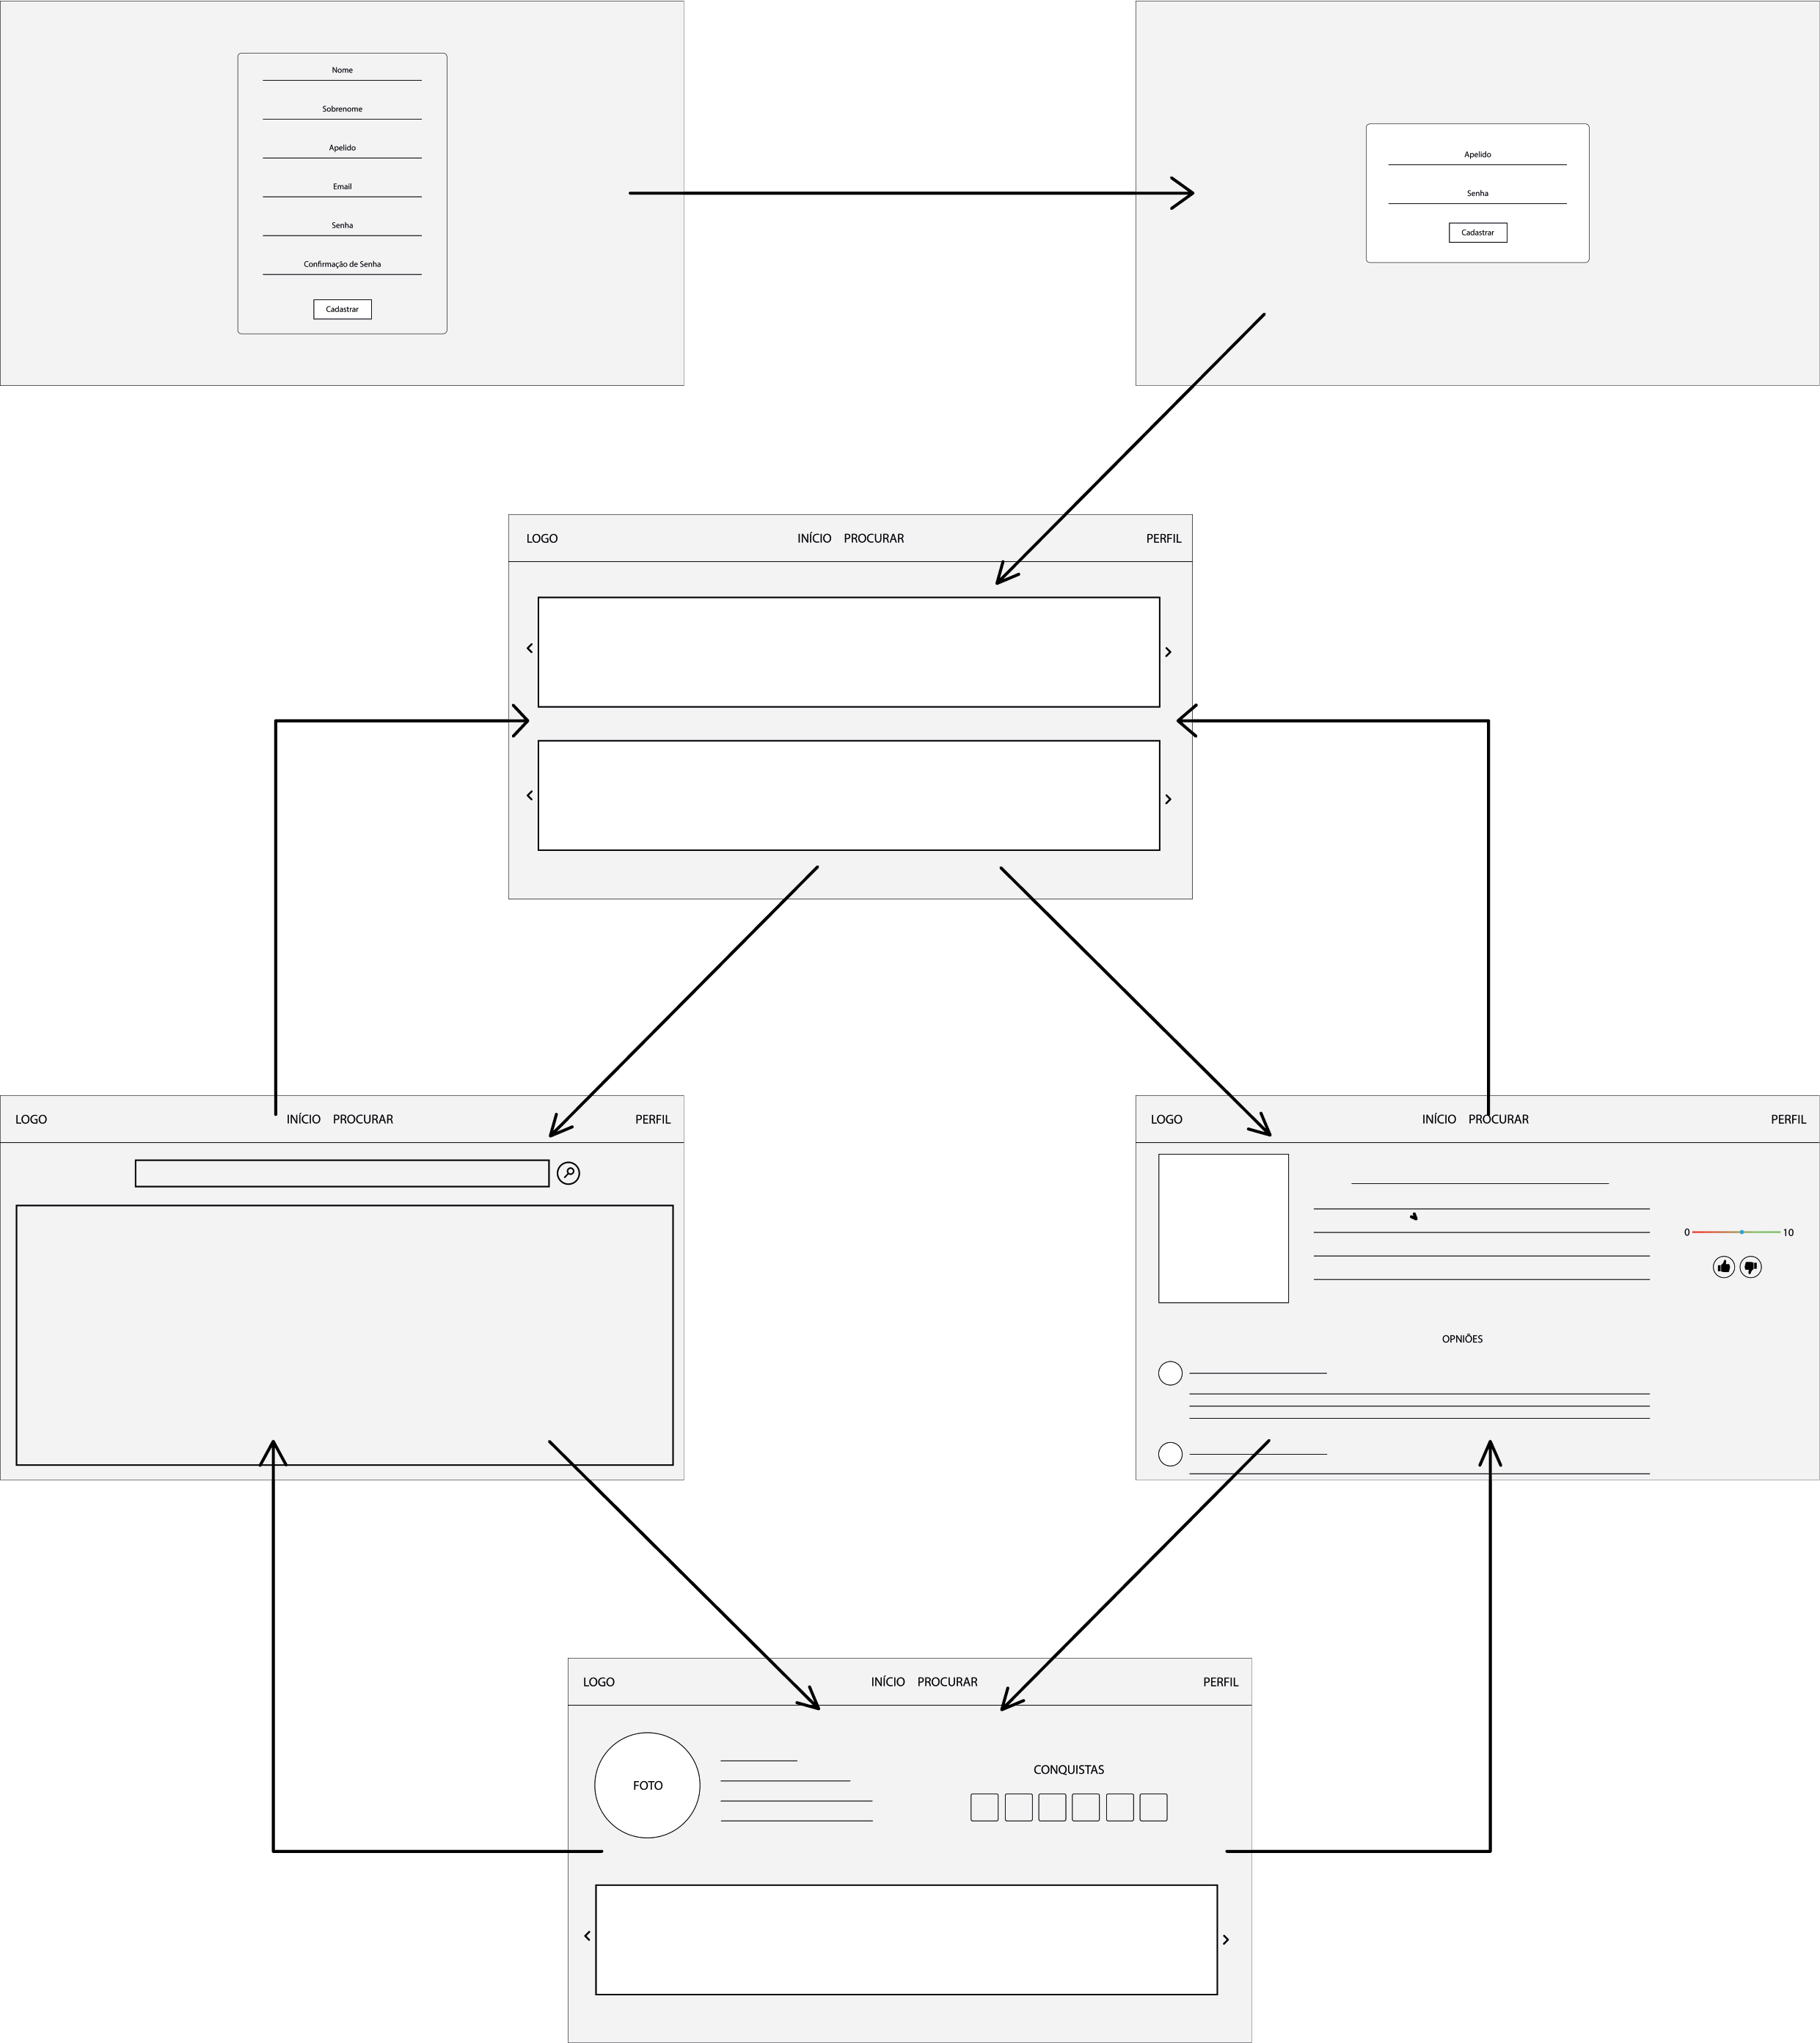 Nome
Sobrenome
Apelido
Email
Senha
Confirmação de Senha
Cadastrar
Apelido
Senha
Cadastrar
LOGO INÍCIO PROCURAR PERFIL
LOGO INÍCIO PROCURAR PERFIL
LOGO INÍCIO PROCURAR PERFIL
0 10
OPNIÕES
LOGO INÍCIO PROCURAR PERFIL
FOTO
CONQUISTAS